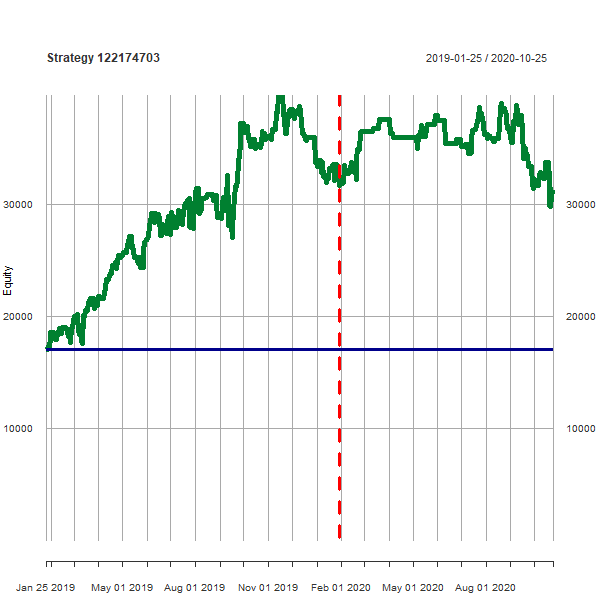 Strategy 122174703
2019-01-25 / 2020-10-25
30000
30000
Equity
20000
20000
10000
10000
Jan 25 2019
May 01 2019
Aug 01 2019
Nov 01 2019
Feb 01 2020
May 01 2020
Aug 01 2020